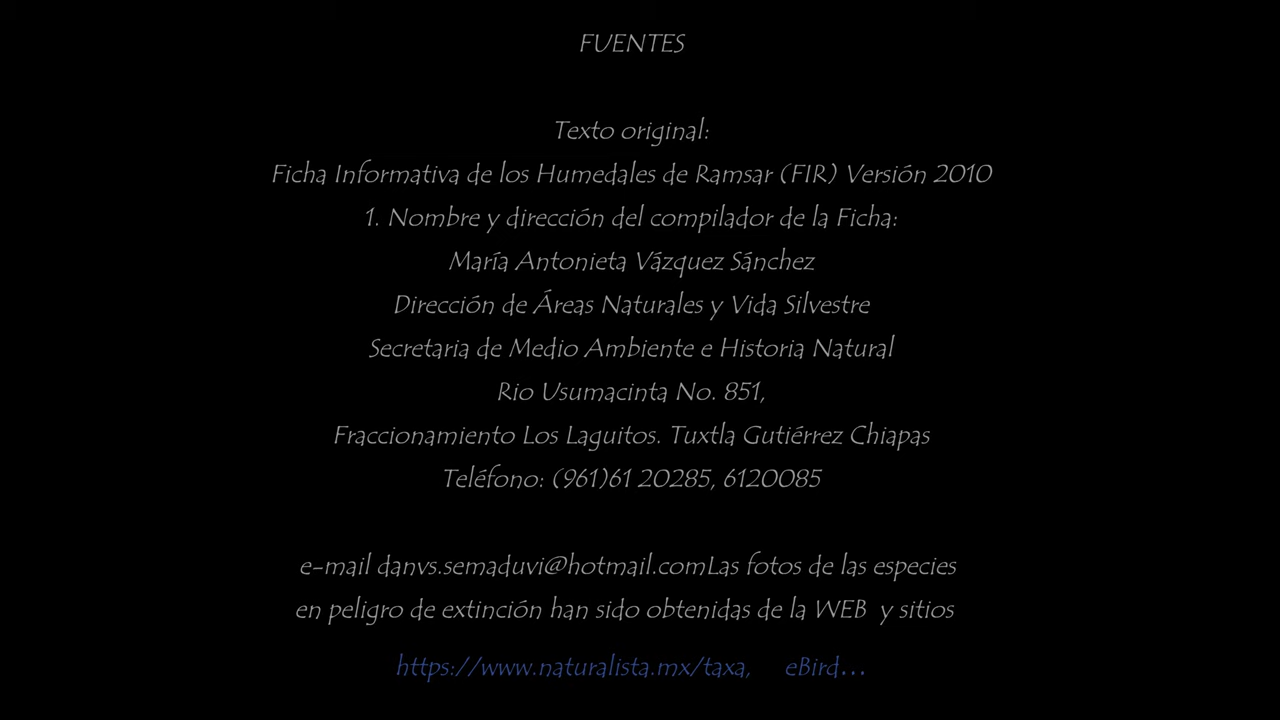 FUENTES
Texto original:
Ficha Informativa de los Humedales de Ramsar (FIR) Versión 2010
1. Nombre y dirección del compilador de la Ficha:
María Antonieta Vázquez Sánchez
Dirección de Áreas Naturales y Vida Silvestre
Secretaria de Medio Ambiente e Historia Natural
Rio Usumacinta No. 851,
Fraccionamiento Los Laguitos. Tuxtla Gutiérrez Chiapas
Teléfono: (961)61 20285, 6120085
e-mail danvs.semaduvi@hotmail.comLas fotos de las especies
en peligro de extinción han sido obtenidas de la WEB y sitios
https://www.naturalista.mx/taxa, eBird…